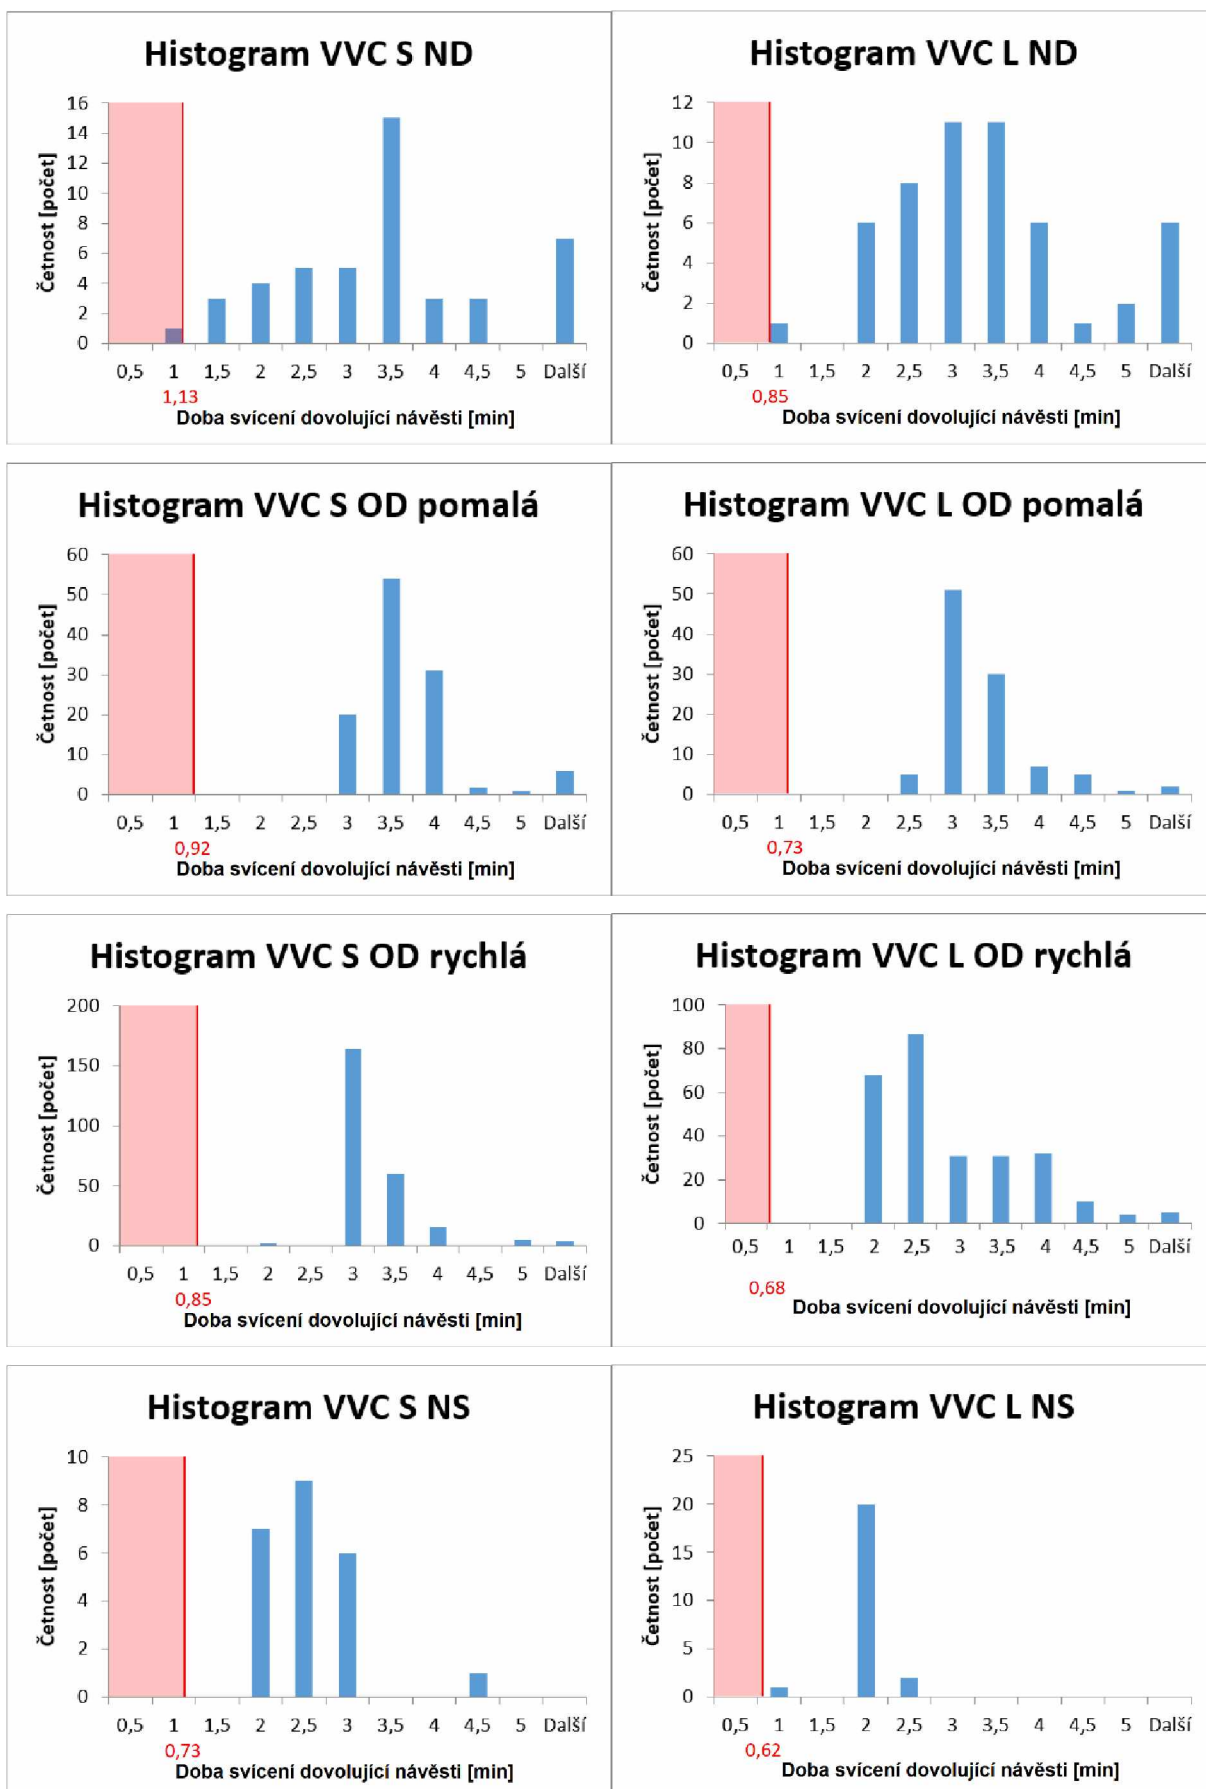 Histogram VVC S ND
Četnost [počet]
16
14
12
10
8
6
4
2
0
0,5 1 1,5 2 2,5 3 3,5 4 4,5 5 Další
1,13
Doba svícení dovolující návěsti [min]
Histogram VVC L ND
Četnost [počet]
12
10
8
6
4
2
0
0,5 1 1,5 2 2,5 3 3,5 4 4,5 5 Další
0,85
Doba svícení dovolující návěsti [min]
Histogram VVC S OD pomalá
Četnost [počet]
60
50
40
30
20
10
0
0,5 1 1,5 2 2,5 3 3,5 4 4,5 5 Další
0,92
Doba svícení dovolující návěsti [min]
Histogram VVC L OD pomalá
Četnost [počet]
60
50
40
30
20
10
0
0,5 1 1,5 2 2,5 3 3,5 4 4,5 5 Další
0,73
Doba svícení dovolující návěsti [min]
Histogram VVC S OD rychlá
Četnost [počet]
200
150
100
50
0
0,5 1 1,5 2 2,5 3 3,5 4 4,5 5 Další
0,85
Doba svícení dovolující návěsti [min]
Histogram VVC L OD rychlá
Četnost [počet]
100
80
60
40
20
0
0,5 1 1,5 2 2,5 3 3,5 4 4,5 5 Další
0,68
Doba svícení dovolující návěsti [min]
Histogram VVC S NS
Četnost [počet]
10
8
6
4
2
0
0,5 1 1,5 2 2,5 3 3,5 4 4,5 5 Další
0,73
Doba svícení dovolující návěsti [min]
Histogram VVC L NS
Četnost [počet]
25
20
15
10
5
0
0,5 1 1,5 2 2,5 3 3,5 4 4,5 5 Další
0,62
Doba svícení dovolující návěsti [min]